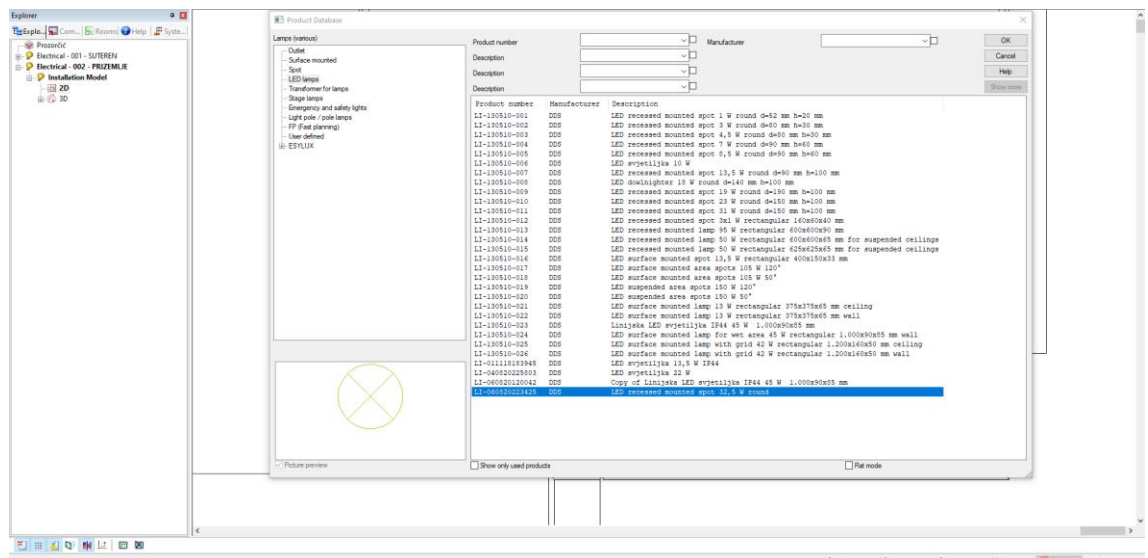 Explorer
Explo... Com... Rooms Help Syste...
Prozorčić
Electrical - 001 - SUTEREN
Electrical - 002 - PRIZEMLJE
Installation Model
2D
3D
Product Database
Lamps (various)
Outlet
Surface mounted
Spot
LED lamps
Transformer for lamps
Stage lamps
Emergency and safety lights
Light pole / pole lamps
FP (Fast planning)
User defined
ESYLUX
Product number Manufacturer
Description
Description
Description
OK
Cancel
Help
Show more
Product number Manufacturer Description
LI-130510-001 DDS LED recessed mounted spot 1 W round d=52 mm h=20 mm
LI-130510-002 DDS LED recessed mounted spot 3 W round d=80 mm h=30 mm
LI-130510-003 DDS LED recessed mounted spot 4,5 W round d=80 mm h=30 mm
LI-130510-004 DDS LED recessed mounted spot 7 W round d=90 mm h=60 mm
LI-130510-005 DDS LED recessed mounted spot 8,5 W round d=90 mm h=60 mm
LI-130510-006 DDS LED svjetiljka 10 W
LI-130510-007 DDS LED recessed mounted spot 13,5 W round d=90 mm h=100 mm
LI-130510-008 DDS LED dowlnighter 18 W round d=140 mm h=100 mm
LI-130510-009 DDS LED recessed mounted spot 19 W round d=190 mm h=100 mm
LI-130510-010 DDS LED recessed mounted spot 23 W round d=150 mm h=100 mm
LI-130510-011 DDS LED recessed mounted spot 31 W round d=150 mm h=100 mm
LI-130510-012 DDS LED recessed mounted spot 3x1 W rectangular 160x60x40 mm
LI-130510-013 DDS LED recessed mounted lamp 95 W rectangular 600x600x90 mm
LI-130510-014 DDS LED recessed mounted lamp 50 W rectangular 600x600x65 mm for suspended ceilings
LI-130510-015 DDS LED recessed mounted lamp 50 W rectangular 625x625x65 mm for suspended ceilings
LI-130510-016 DDS LED surface mounted spot 13,5 W rectangular 400x150x33 mm
LI-130510-017 DDS LED surface mounted area spots 105 W 120°
LI-130510-018 DDS LED surface mounted area spots 105 W 50°
LI-130510-019 DDS LED suspended area spots 150 W 120°
LI-130510-020 DDS LED suspended area spots 150 W 50°
LI-130510-021 DDS LED surface mounted lamp 13 W rectangular 375x375x65 mm ceiling
LI-130510-022 DDS LED surface mounted lamp 13 W rectangular 375x375x65 mm wall
LI-130510-023 DDS Linijska LED svjetiljka IP44 45 W 1.000x90x85 mm
LI-130510-024 DDS LED surface mounted lamp for wet area 45 W rectangular 1.000x90x85 mm wall
LI-130510-025 DDS LED surface mounted lamp with grid 42 W rectangular 1.200x160x50 mm ceiling
LI-130510-026 DDS LED surface mounted lamp with grid 42 W rectangular 1.200x160x50 mm wall
LI-011118183945 DDS LED svjetiljka 13,5 W IP44
LI-040820225803 DDS LED svjetiljka 22 W
LI-060820120042 DDS Copy of Linijska LED svjetiljka IP44 45 W 1.000x90x85 mm
LI-060820223425 DDS LED recessed mounted spot 32,5 W round
Picture preview
Show only used products
Flat mode